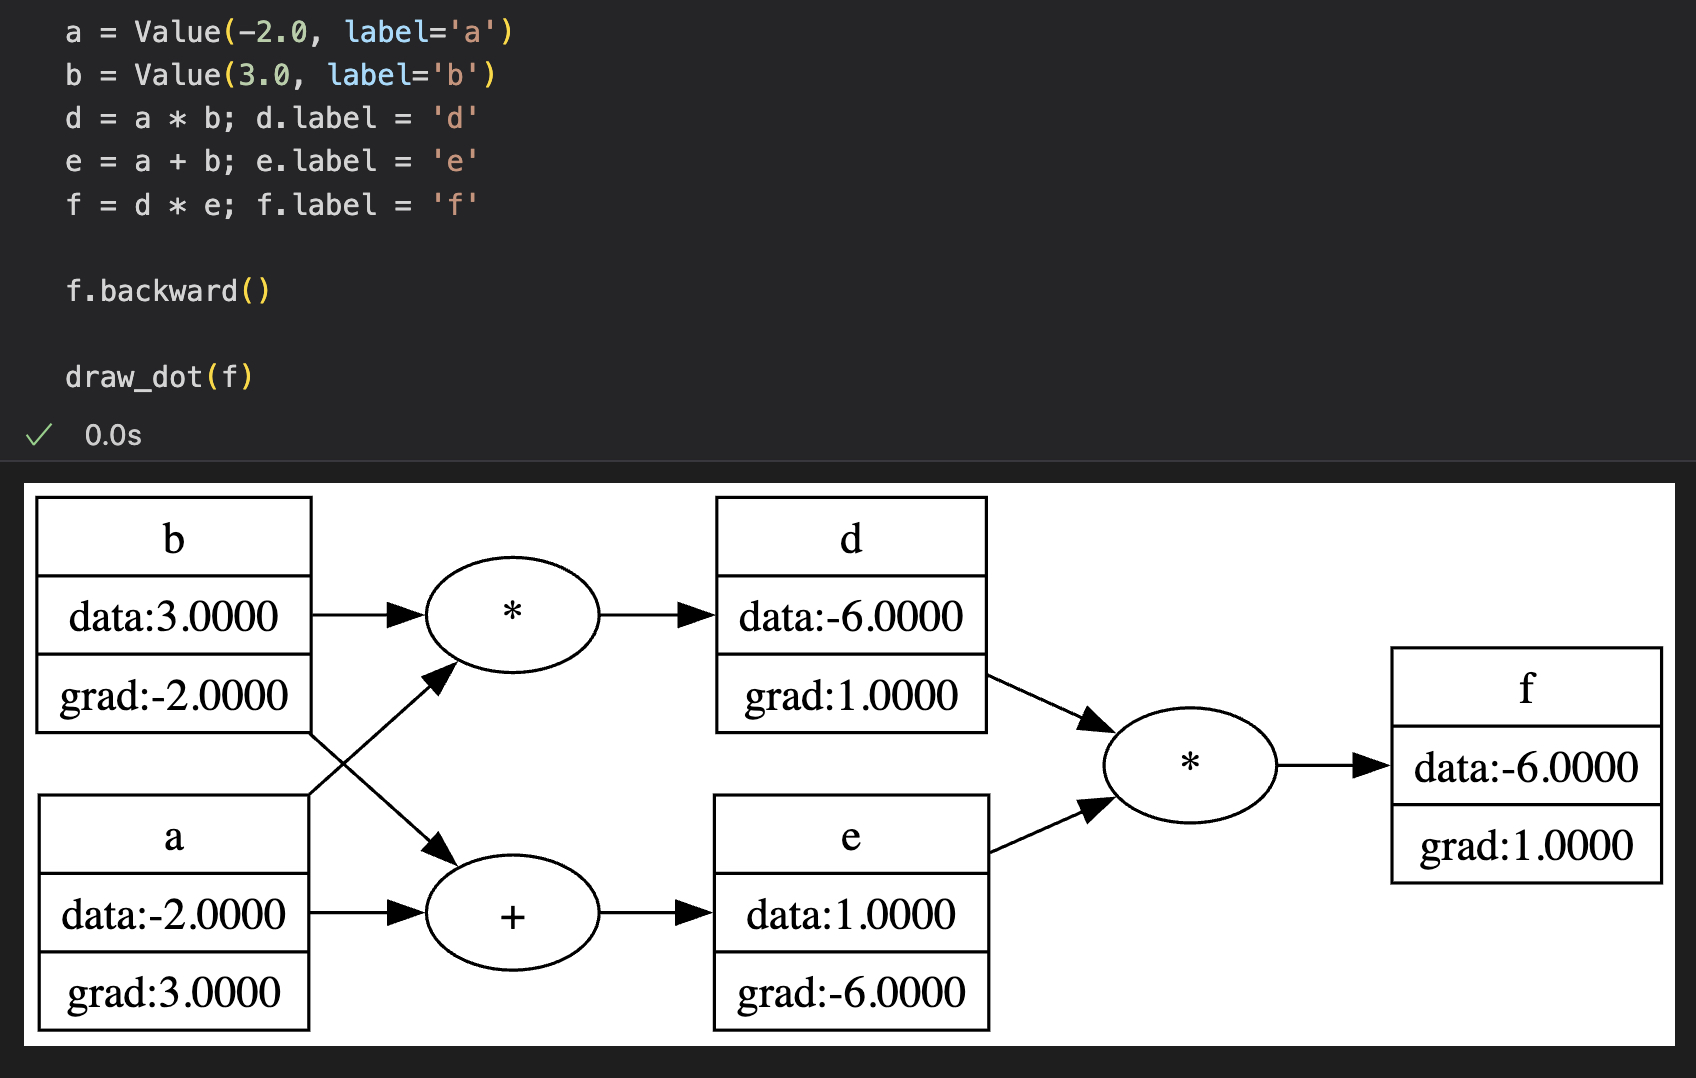 a = Value(-2.0, label='a')
b = Value(3.0, label='b')
d = a * b; d.label = 'd'
e = a + b; e.label = 'e'
f = d * e; f.label = 'f'
f.backward()
draw_dot(f)
0.0s
b
data:3.0000
grad:-2.0000
*
d
data:-6.0000
grad:1.0000
a
data:-2.0000
grad:3.0000
+
e
data:1.0000
grad:-6.0000
*
f
data:-6.0000
grad:1.0000